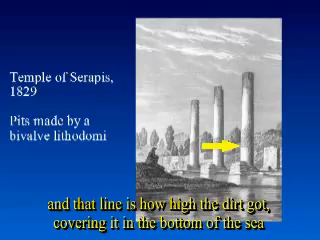 Temple of Serapis,
1829
Pits made by a
bivalve lithodomi
and that line is how high the dirt got,
covering it in the bottom of the sea